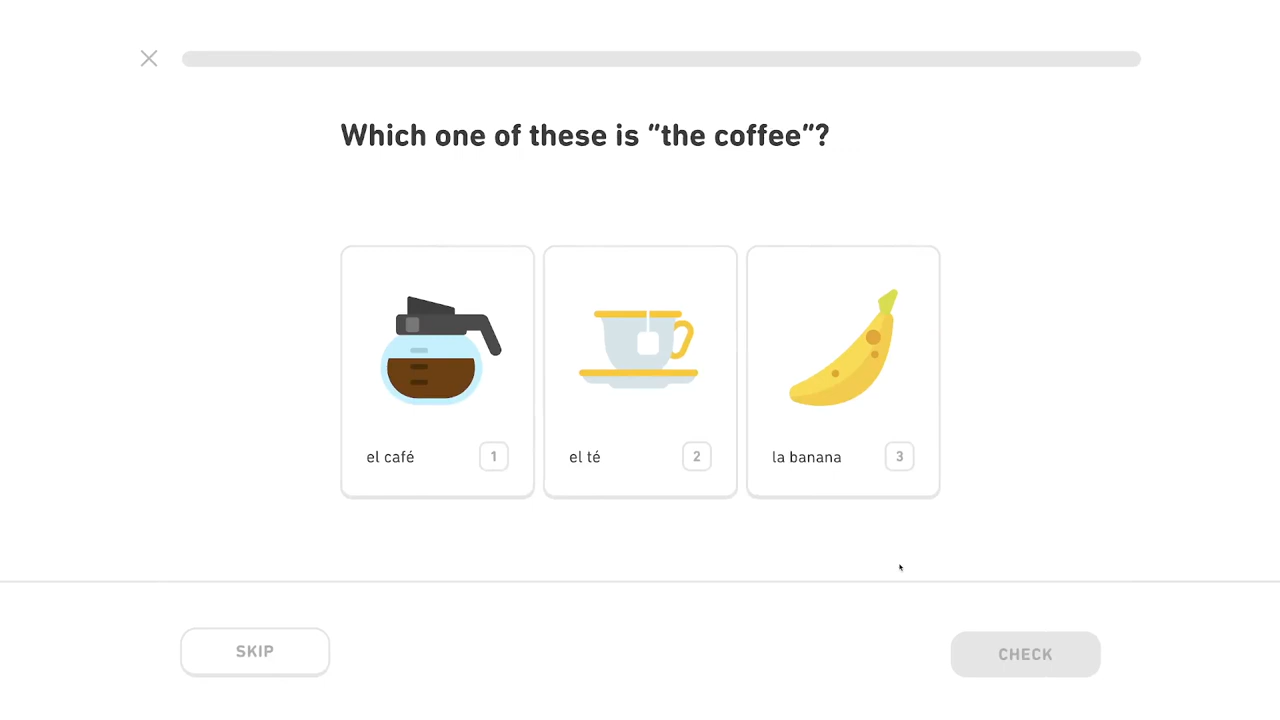 Which one of these is ”the coffee”?
el café 1
el té 2
la banana 3
SKIP
CHECK